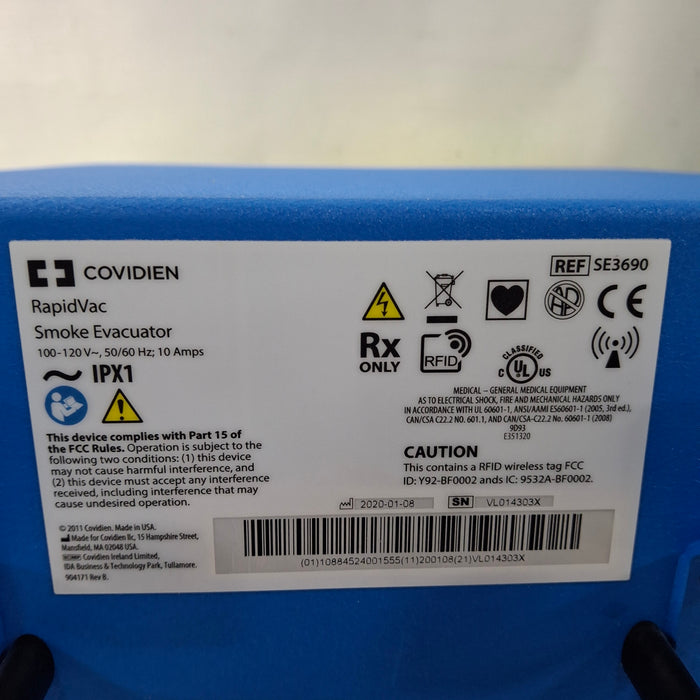 COVIDIEN
RapidVac
Smoke Evacuator
100-120 V~, 50/60 Hz; 10 Amps
IPX1
This device complies with Part 15 of
the FCC Rules. Operation is subject to the
following two conditions: (1) this device
may not cause harmful interference, and
(2) this device must accept any interference
received, including interference that may
cause undesired operation.
© 2011 Covidien. Made in USA.
Made for Covidien llc, 15 Hampshire Street,
Mansfield, MA 02048 USA.
EC REP Covidien Ireland Limited,
IDA Business & Technology Park, Tullamore.
904171 Rev B.
REF SE3690
CE
Rx
ONLY
RFID
CLASSIFIED
C UL US
MEDICAL – GENERAL MEDICAL EQUIPMENT
AS TO ELECTRICAL SHOCK, FIRE AND MECHANICAL HAZARDS ONLY
IN ACCORDANCE WITH UL 60601-1, ANSI/AAMI ES60601-1 (2005, 3rd ed.),
CAN/CSA C22.2 NO. 601.1, AND CAN/CSA-C22.2 No. 60601-1 (2008)
9D93
E351320
CAUTION
This contains a RFID wireless tag FCC
ID: Y92-BF0002 ands IC: 9532A-BF0002.
2020-01-08 SN VL014303X
(01)10884524001555(11)200108(21)VL014303X